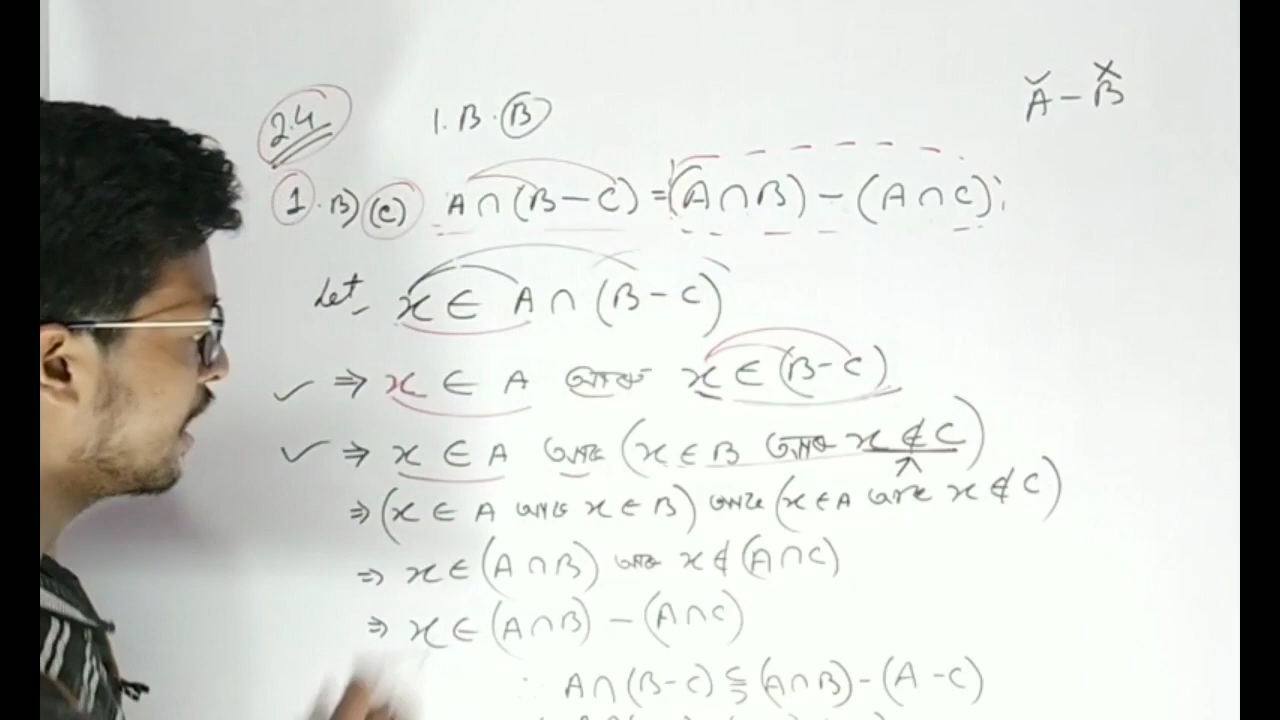 2.4 1.B.(B) A - B
1.B) (C) A∩(B-C) = (A∩B) - (A∩C);
Let, x ∈ A∩(B-C)
⇒ x ∈ A এবং x ∈ (B-C)
⇒ x ∈ A এবং (x ∈ B এবং x ∉ C)
⇒ (x ∈ A এবং x ∈ B) এবং (x ∈ A এবং x ∉ C)
⇒ x ∈ (A∩B) এবং x ∉ (A∩C)
⇒ x ∈ (A∩B) - (A∩C)
A∩(B-C) ⊆ (A∩B) - (A-C)